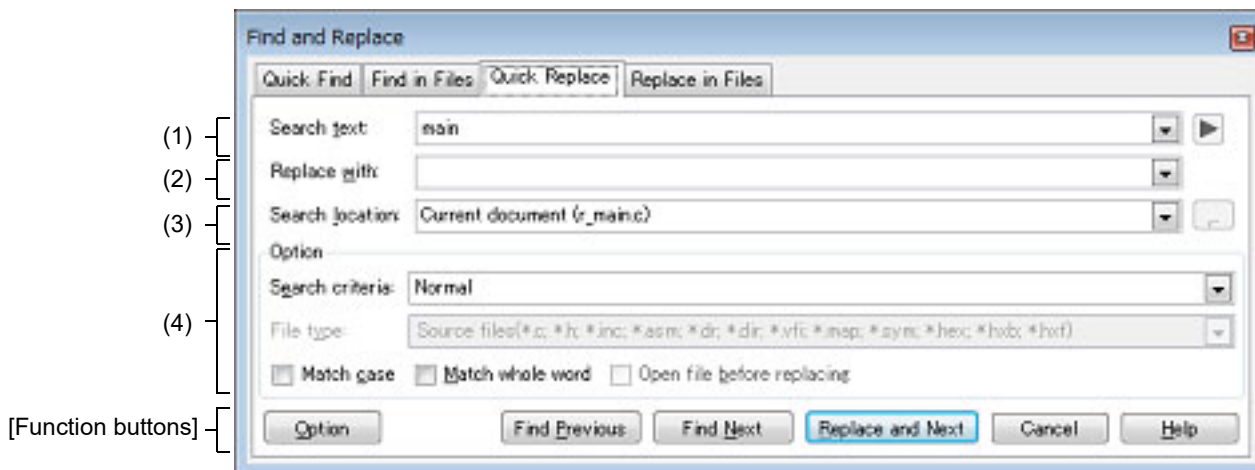 Find and Replace
Quick Find Find in Files Quick Replace Replace in Files
(1) Search text: main
(2) Replace with:
(3) Search location: Current document (r_main.c)
Option
Search criteria: Normal
(4) File type: Source files(*.c; *.h; *.inc; *.asm; *.dr; *.dir; *.vfi; *.map; *.sym; *.hex; *.hxb; *.hxf)
Match case Match whole word Open file before replacing
[Function buttons] Option Find Previous Find Next Replace and Next Cancel Help